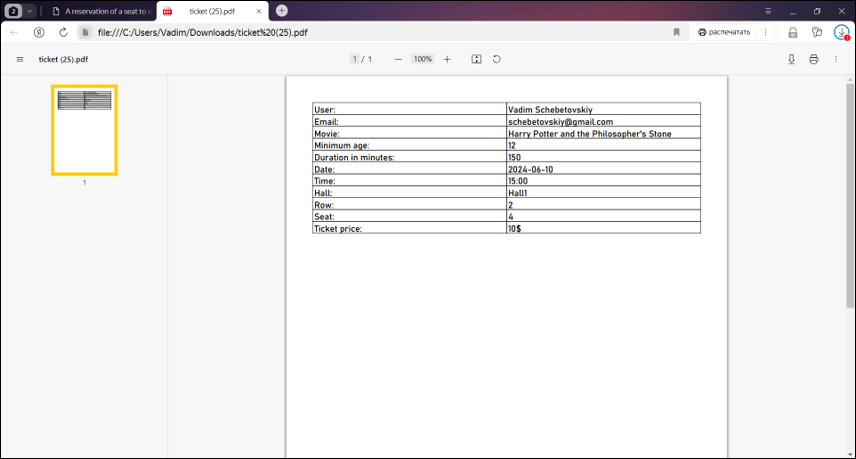 2
A reservation of a seat to
ticket (25).pdf
file:///C:/Users/Vadim/Downloads/ticket%20(25).pdf
распечатать
ticket (25).pdf
1 / 1
100%
1
User: Vadim Schebetovskiy
Email: schebetovskiy@gmail.com
Movie: Harry Potter and the Philosopher's Stone
Minimum age: 12
Duration in minutes: 150
Date: 2024-06-10
Time: 15:00
Hall: Hall1
Row: 2
Seat: 4
Ticket price: 10$